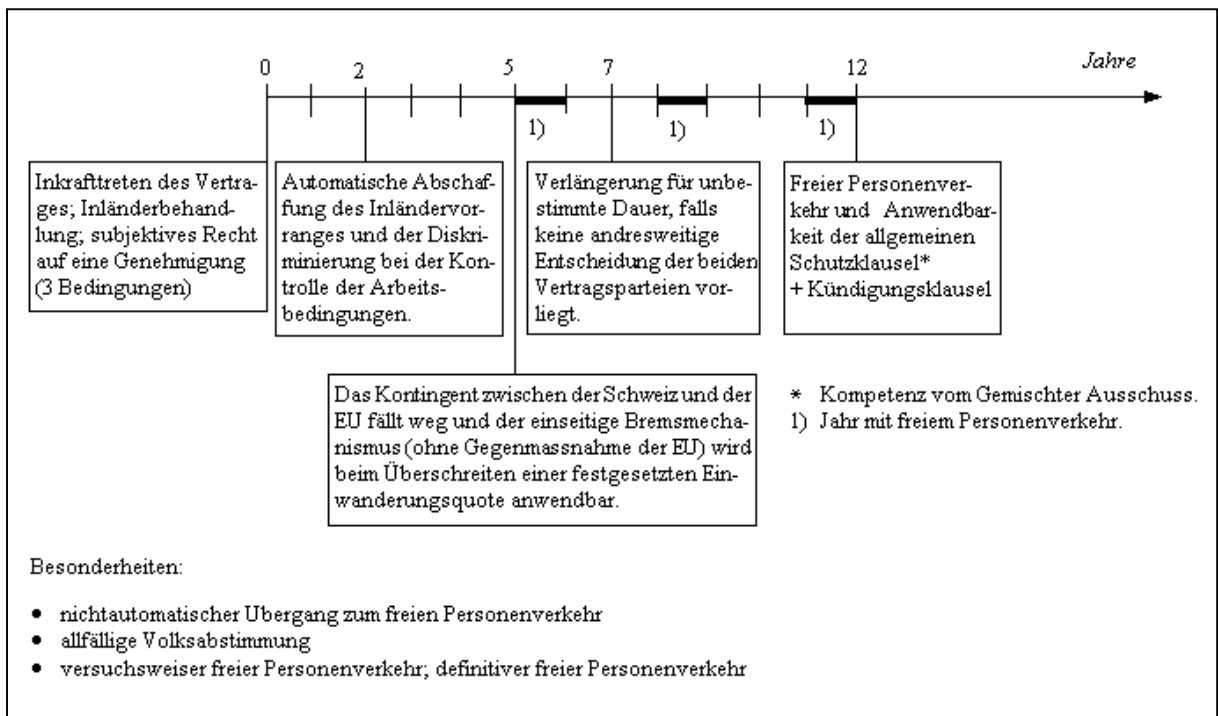 0 2 5 7 12 Jahre
1) 1) 1)
Inkrafttreten des Vertra-
ges; Inländerbehand-
lung; subjektives Recht
auf eine Genehmigung
(3 Bedingungen)
Automatische Abschaf-
fung des Inländervor-
ranges und der Diskri-
minierung bei der Kon-
trolle der Arbeits-
bedingungen.
Verlängerung für unbe-
stimmte Dauer, falls
keine andresweitige
Entscheidung der beiden
Vertragsparteien vor-
liegt.
Freier Personenver-
kehr und Anwendbar-
keit der allgemeinen
Schutzklausel*
+ Kündigungsklausel
Das Kontingent zwischen der Schweiz und der
EU fällt weg und der einseitige Bremsmecha-
nismus (ohne Gegenmassnahme der EU) wird
beim Überschreiten einer festgesetzten Ein-
wanderungsquote anwendbar.
* Kompetenz vom Gemischter Ausschuss.
1) Jahr mit freiem Personenverkehr.
Besonderheiten:
• nichtautomatischer Ubergang zum freien Personenverkehr
• allfällige Volksabstimmung
• versuchsweiser freier Personenverkehr; definitiver freier Personenverkehr